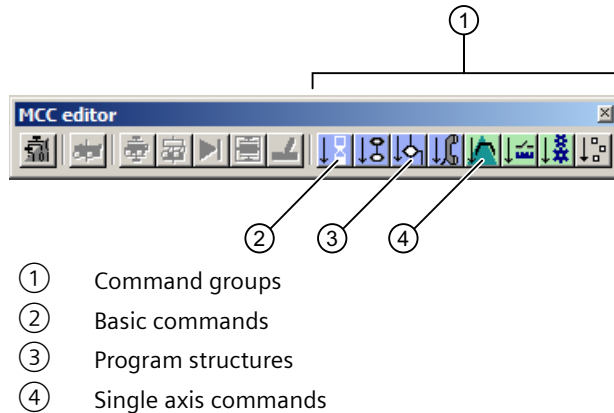 ①
MCC editor
② ③ ④
① Command groups
② Basic commands
③ Program structures
④ Single axis commands